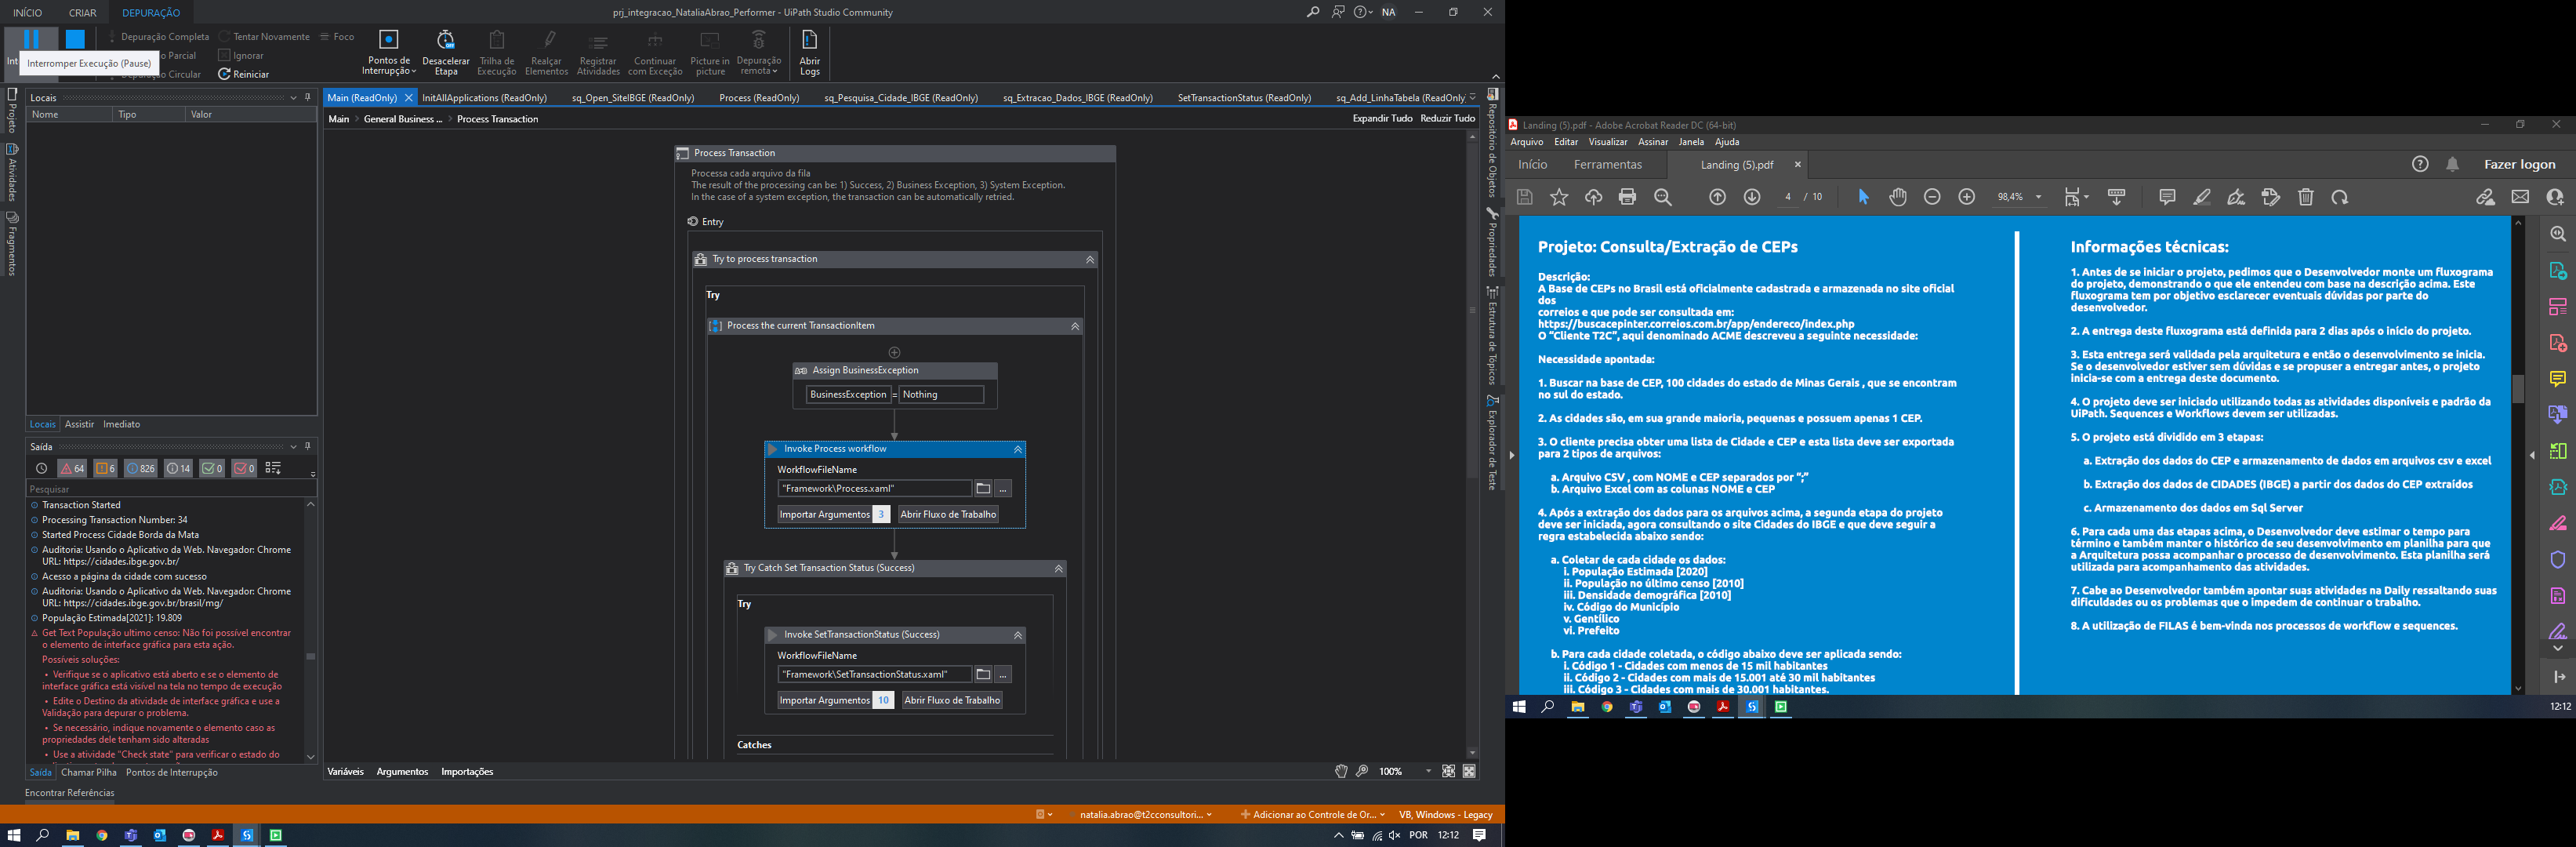 INÍCIO CRIAR DEPURAÇÃO
prj_integracao_NataliaAbrao_Performer - UiPath Studio Community
NA
Depuração Completa Tentar Novamente Foco
Parcial Ignorar
Circular Reiniciar
Interromper Execução (Pause)
Pontos de Interrupção
Desacelerar Etapa
Trilha de Execução
Realçar Elementos
Registrar Atividades
Continuar com Exceção
Picture in picture
Depuração remota
Abrir Logs
Projeto
Atividades
Fragmentos
Locais
Nome Tipo Valor
Locais Assistir Imediato
Saída
64 6 826 14 0 0
Pesquisar
Transaction Started
Processing Transaction Number: 34
Started Process Cidade Borda da Mata
Auditoria: Usando o Aplicativo da Web. Navegador: Chrome
URL: https://cidades.ibge.gov.br/
Acesso a página da cidade com sucesso
Auditoria: Usando o Aplicativo da Web. Navegador: Chrome
URL: https://cidades.ibge.gov.br/brasil/mg/
População Estimada[2021]: 19.809
Get Text População ultimo censo: Não foi possível encontrar
o elemento de interface gráfica para esta ação.
Possíveis soluções:
• Verifique se o aplicativo está aberto e se o elemento de
interface gráfica está visível na tela no tempo de execução
• Edite o Destino da atividade de interface gráfica e use a
Validação para depurar o problema.
• Se necessário, indique novamente o elemento caso as
propriedades dele tenham sido alteradas
• Use a atividade "Check state" para verificar o estado do
Saída Chamar Pilha Pontos de Interrupção
Encontrar Referências
Main (ReadOnly) InitAllApplications (ReadOnly) sq_Open_SiteIBGE (ReadOnly) Process (ReadOnly) sq_Pesquisa_Cidade_IBGE (ReadOnly) sq_Extracao_Dados_IBGE (ReadOnly) SetTransactionStatus (ReadOnly) sq_Add_LinhaTabela (ReadOnly)
Main > General Business ... > Process Transaction
Expandir Tudo Reduzir Tudo
Process Transaction
Processa cada arquivo da fila
The result of the processing can be: 1) Success, 2) Business Exception, 3) System Exception.
In the case of a system exception, the transaction can be automatically retried.
Entry
Try to process transaction
Try
Process the current TransactionItem
Assign BusinessException
BusinessException = Nothing
Invoke Process workflow
WorkflowFileName
"Framework\Process.xaml" ...
Importar Argumentos 3 Abrir Fluxo de Trabalho
Try Catch Set Transaction Status (Success)
Try
Invoke SetTransactionStatus (Success)
WorkflowFileName
"Framework\SetTransactionStatus.xaml" ...
Importar Argumentos 10 Abrir Fluxo de Trabalho
Catches
Variáveis Argumentos Importações
100%
Repositório de Objetos
Propriedades
Estrutura de Tópicos
Explorador de Teste
natalia.abrao@t2cconsultori... Adicionar ao Controle de Or... VB, Windows - Legacy
POR 12:12
Landing (5).pdf - Adobe Acrobat Reader DC (64-bit)
Arquivo Editar Visualizar Assinar Janela Ajuda
Início Ferramentas Landing (5).pdf × Fazer logon
4 / 10 98,4%
Projeto: Consulta/Extração de CEPs
Descrição:
A Base de CEPs no Brasil está oficialmente cadastrada e armazenada no site oficial
dos
correios e que pode ser consultada em:
https://buscacepinter.correios.com.br/app/endereco/index.php
O “Cliente T2C”, aqui denominado ACME descreveu a seguinte necessidade:
Necessidade apontada:
1. Buscar na base de CEP, 100 cidades do estado de Minas Gerais , que se encontram
no sul do estado.
2. As cidades são, em sua grande maioria, pequenas e possuem apenas 1 CEP.
3. O cliente precisa obter uma lista de Cidade e CEP e esta lista deve ser exportada
para 2 tipos de arquivos:
a. Arquivo CSV , com NOME e CEP separados por “;”
b. Arquivo Excel com as colunas NOME e CEP
4. Após a extração dos dados para os arquivos acima, a segunda etapa do projeto
deve ser iniciada, agora consultando o site Cidades do IBGE e que deve seguir a
regra estabelecida abaixo sendo:
a. Coletar de cada cidade os dados:
i. População Estimada [2020]
ii. População no último censo [2010]
iii. Densidade demográfica [2010]
iv. Código do Município
v. Gentílico
vi. Prefeito
b. Para cada cidade coletada, o código abaixo deve ser aplicada sendo:
i. Código 1 - Cidades com menos de 15 mil habitantes
ii. Código 2 - Cidades com mais de 15.001 até 30 mil habitantes
iii. Código 3 - Cidades com mais de 30.001 habitantes.
Informações técnicas:
1. Antes de se iniciar o projeto, pedimos que o Desenvolvedor monte um fluxograma
do projeto, demonstrando o que ele entendeu com base na descrição acima. Este
fluxograma tem por objetivo esclarecer eventuais dúvidas por parte do
desenvolvedor.
2. A entrega deste fluxograma está definida para 2 dias após o início do projeto.
3. Esta entrega será validada pela arquitetura e então o desenvolvimento se inicia.
Se o desenvolvedor estiver sem dúvidas e se propuser a entregar antes, o projeto
inicia-se com a entrega deste documento.
4. O projeto deve ser iniciado utilizando todas as atividades disponíveis e padrão da
UiPath. Sequences e Workflows devem ser utilizadas.
5. O projeto está dividido em 3 etapas:
a. Extração dos dados do CEP e armazenamento de dados em arquivos csv e excel
b. Extração dos dados de CIDADES (IBGE) a partir dos dados do CEP extraídos
c. Armazenamento dos dados em Sql Server
6. Para cada uma das etapas acima, o Desenvolvedor deve estimar o tempo para
término e também manter o histórico de seu desenvolvimento em planilha para que
a Arquitetura possa acompanhar o processo de desenvolvimento. Esta planilha será
utilizada para acompanhamento das atividades.
7. Cabe ao Desenvolvedor também apontar suas atividades na Daily ressaltando suas
dificuldades ou os problemas que o impedem de continuar o trabalho.
8. A utilização de FILAS é bem-vinda nos processos de workflow e sequences.
12:12